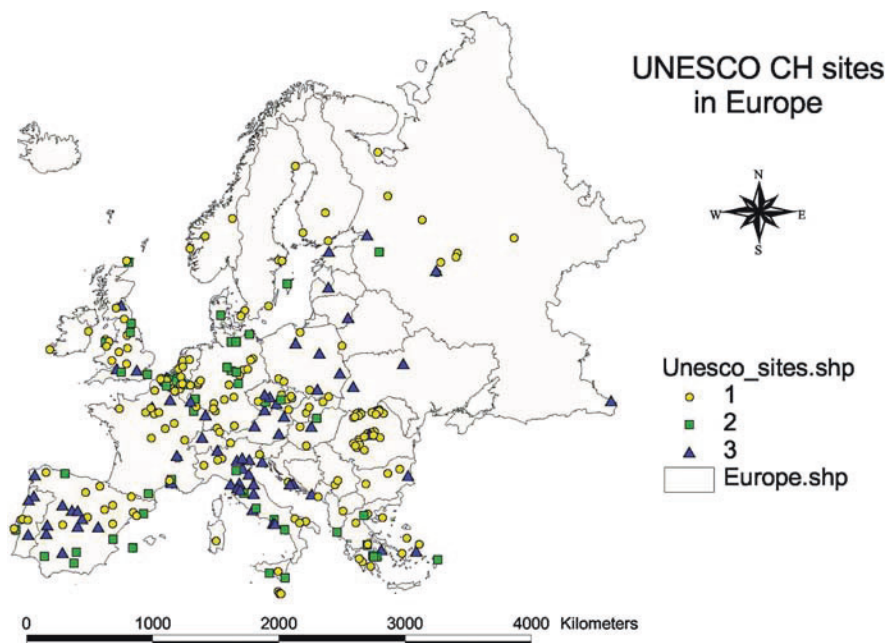 UNESCO CH sites
in Europe
N
W E
S
Unesco_sites.shp
1
2
3
Europe.shp
0 1000 2000 3000 4000 Kilometers